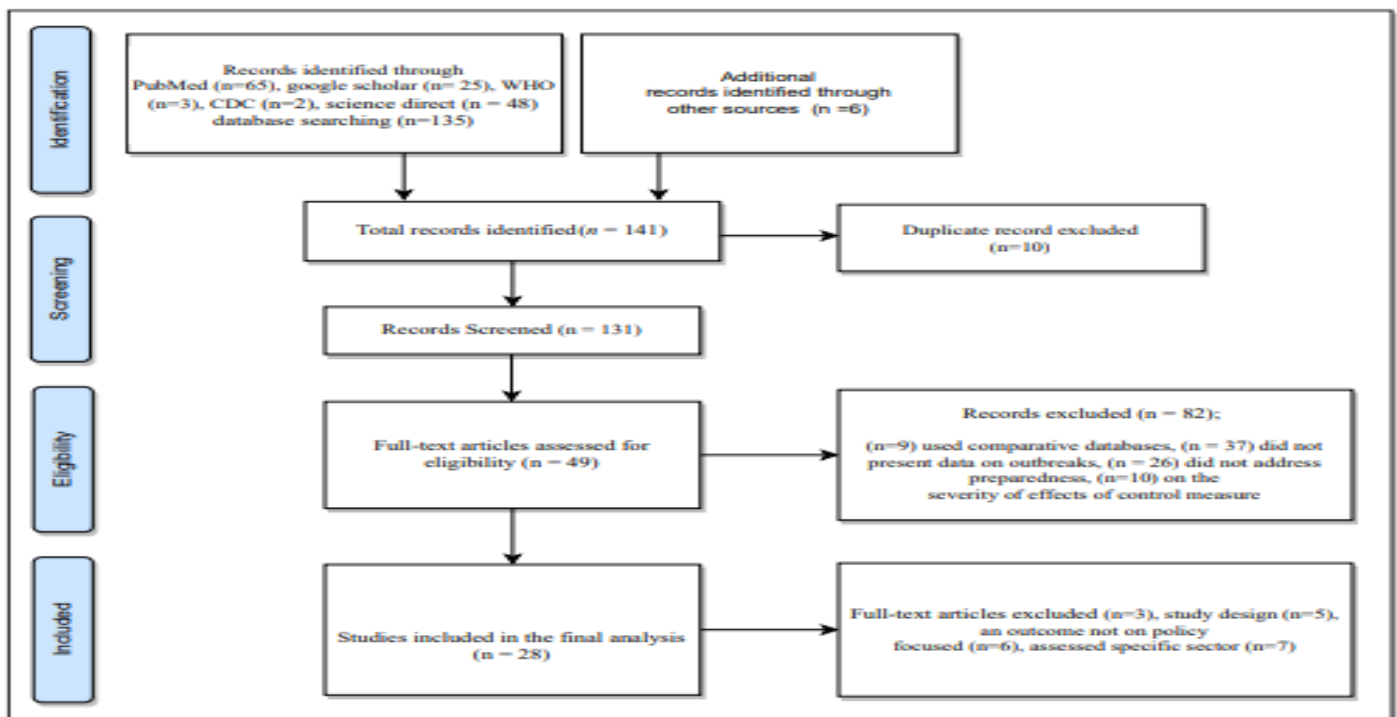 Identification
Records identified through
PubMed (n=65), google scholar (n= 25), WHO
(n=3), CDC (n=2), science direct (n = 48)
database searching (n=135)
Additional
records identified through
other sources (n =6)
Screening
Total records identified (n = 141)
Duplicate record excluded
(n=10)
Records Screened (n = 131)
Eligibility
Full-text articles assessed for
eligibility (n = 49)
Records excluded (n = 82);
(n=9) used comparative databases, (n = 37) did not
present data on outbreaks, (n = 26) did not address
preparedness, (n=10) on the
severity of effects of control measure
Included
Studies included in the final analysis
(n = 28)
Full-text articles excluded (n=3), study design (n=5),
an outcome not on policy
focused (n=6), assessed specific sector (n=7)